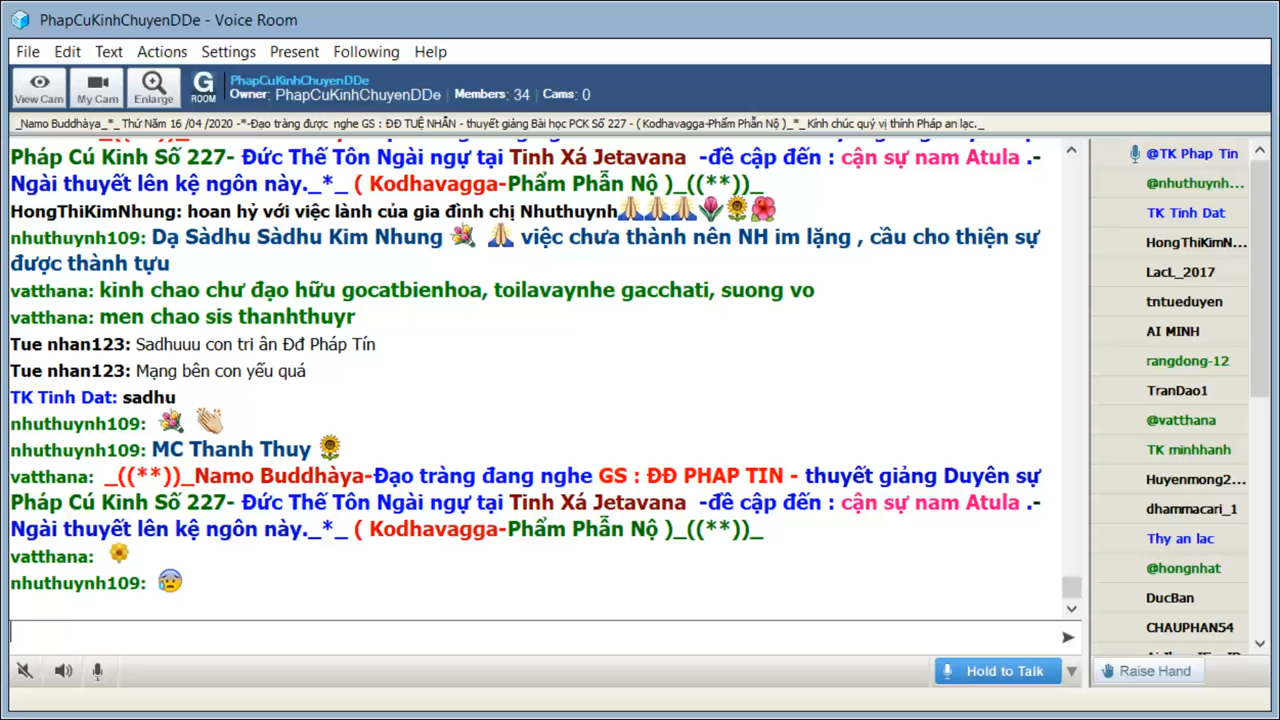 PhapCuKinhChuyenDDe - Voice Room
File Edit Text Actions Settings Present Following Help
View Cam My Cam Enlarge G ROOM
PhapCuKinhChuyenDDe
Owner: PhapCuKinhChuyenDDe Members: 34 Cams: 0
_Namo Buddhàya_*_ Thứ Năm 16 /04 /2020 -*-Đạo tràng được nghe GS : ĐĐ TUỆ NHẪN - thuyết giảng Bài học PCK Số 227 - ( Kodhavagga-Phẩm Phẫn Nộ )_*_ Kính chúc quý vị thính Pháp an lạc._
Pháp Cú Kinh Số 227- Đức Thế Tôn Ngài ngự tại Tinh Xá Jetavana -đề cập đến : cận sự nam Atula .-
Ngài thuyết lên kệ ngôn này._*_ ( Kodhavagga-Phẩm Phẫn Nộ )_((**))_
HongThiKimNhung: hoan hỷ với việc lành của gia đình chị Nhuthuynh🙏🙏🙏🌷🌻🌺
nhuthuynh109: Dạ Sàdhu Sàdhu Kim Nhung 💐 🙏 việc chưa thành nên NH im lặng , cầu cho thiện sự
được thành tựu
vatthana: kinh chao chư đạo hữu gocatbienhoa, toilavaynhe gacchati, suong vo
vatthana: men chao sis thanhthuyr
Tue nhan123: Sadhuuu con tri ân Đđ Pháp Tín
Tue nhan123: Mạng bên con yếu quá
TK Tinh Dat: sadhu
nhuthuynh109: 💐 👏
nhuthuynh109: MC Thanh Thuy 🌻
vatthana: _((**))_Namo Buddhàya-Đạo tràng đang nghe GS : ĐĐ PHAP TIN - thuyết giảng Duyên sự
Pháp Cú Kinh Số 227- Đức Thế Tôn Ngài ngự tại Tinh Xá Jetavana -đề cập đến : cận sự nam Atula .-
Ngài thuyết lên kệ ngôn này._*_ ( Kodhavagga-Phẩm Phẫn Nộ )_((**))_
vatthana: 🌼
nhuthuynh109: 😰
Hold to Talk
@TK Phap Tin
@nhuthuynh...
TK Tinh Dat
HongThiKimN...
LacL_2017
tntueduyen
AI MINH
rangdong-12
TranDao1
@vatthana
TK minhhanh
Huyenmong2...
dhammacari_1
Thy an lac
@hongnhat
DucBan
CHAUPHAN54
Raise Hand